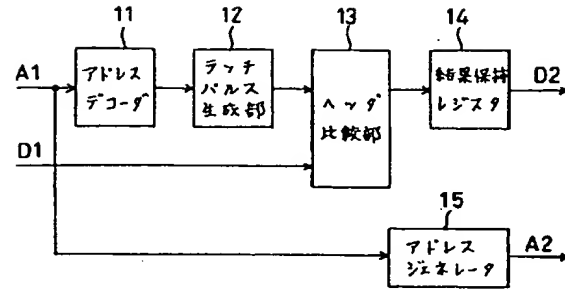 11
12
13
14
A1
アドレス
デコーダ
ラッチ
パルス
生成部
ヘッダ
比較部
結果保持
レジスタ
D2
D1
15
アドレス
ジェネレータ
A2